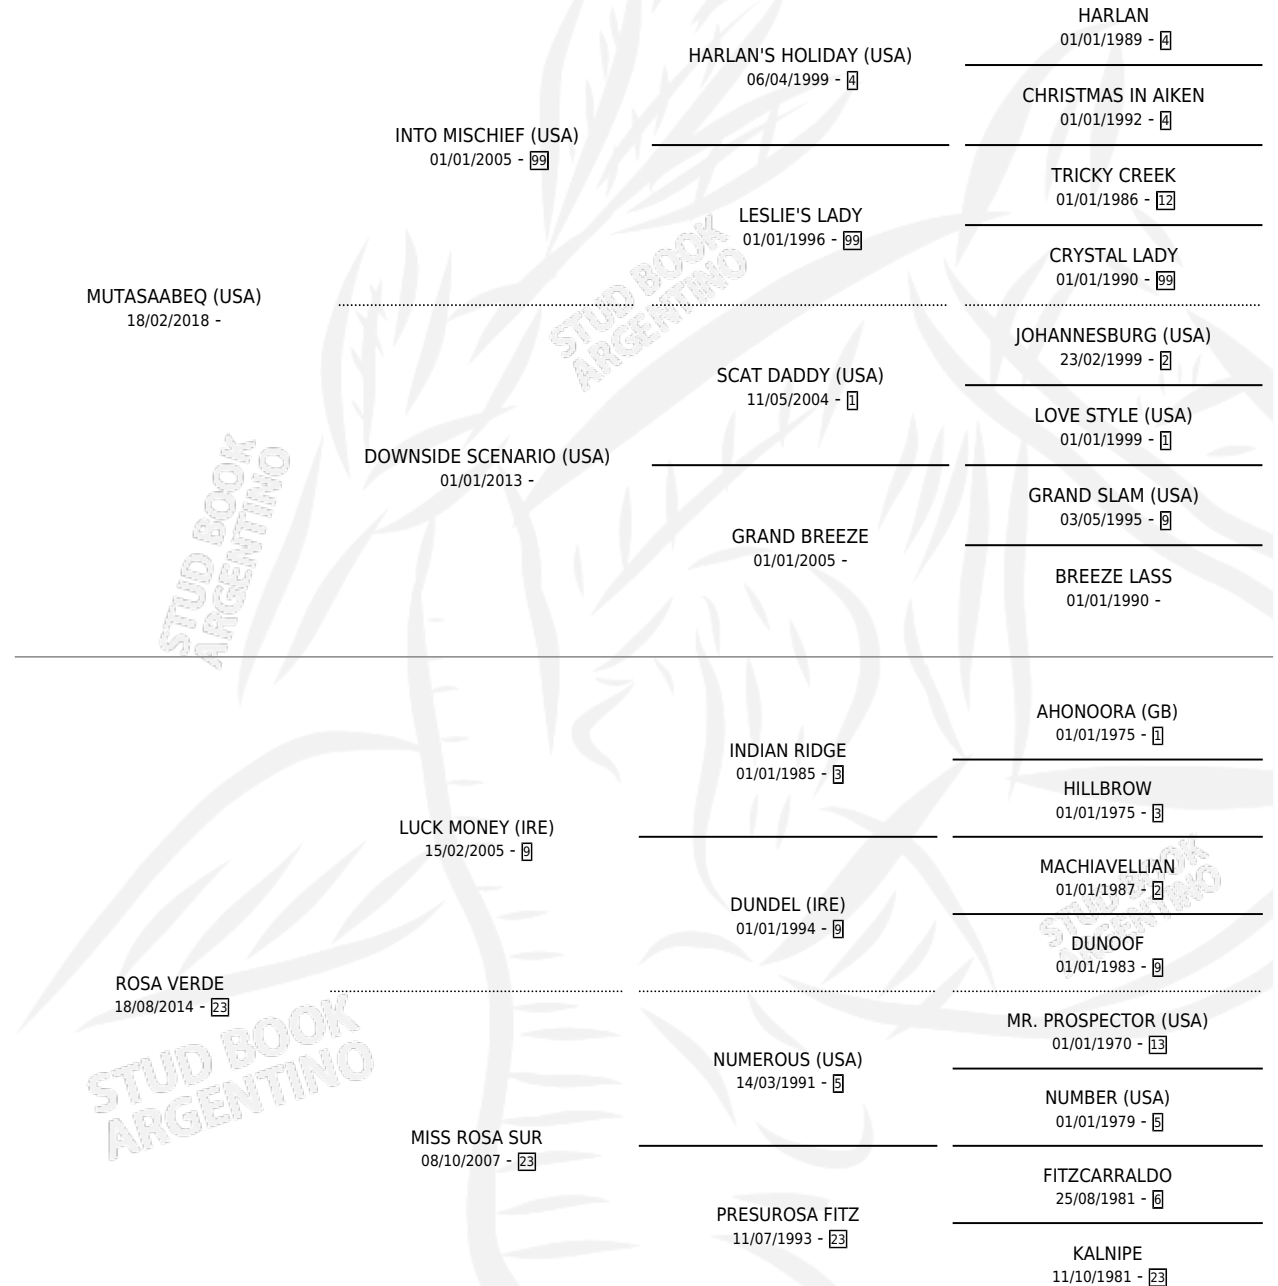 HARLAN
01/01/1989 - 4
HARLAN'S HOLIDAY (USA)
06/04/1999 - 4
CHRISTMAS IN AIKEN
01/01/1992 - 4
INTO MISCHIEF (USA)
01/01/2005 - 99
TRICKY CREEK
01/01/1986 - 12
LESLIE'S LADY
01/01/1996 - 99
CRYSTAL LADY
01/01/1990 - 99
MUTASAABEQ (USA)
18/02/2018 -
JOHANNESBURG (USA)
23/02/1999 - 2
SCAT DADDY (USA)
11/05/2004 - 1
LOVE STYLE (USA)
01/01/1999 - 1
DOWNSIDE SCENARIO (USA)
01/01/2013 -
GRAND SLAM (USA)
03/05/1995 - 9
GRAND BREEZE
01/01/2005 -
BREEZE LASS
01/01/1990 -
AHONOORA (GB)
01/01/1975 - 1
INDIAN RIDGE
01/01/1985 - 3
HILLBROW
01/01/1975 - 3
LUCK MONEY (IRE)
15/02/2005 - 9
MACHIAVELLIAN
01/01/1987 - 2
DUNDEL (IRE)
01/01/1994 - 9
DUNOOF
01/01/1983 - 9
ROSA VERDE
18/08/2014 - 23
MR. PROSPECTOR (USA)
01/01/1970 - 13
NUMEROUS (USA)
14/03/1991 - 5
NUMBER (USA)
01/01/1979 - 5
MISS ROSA SUR
08/10/2007 - 23
FITZCARRALDO
25/08/1981 - 6
PRESUROSA FITZ
11/07/1993 - 23
KALNIPE
11/10/1981 - 23
STUD BOOK
ARGENTINO
STUD BOOK
ARGENTINO
STUD BOOK
ARGENTINO
STUD BOOK
ARGENTINO